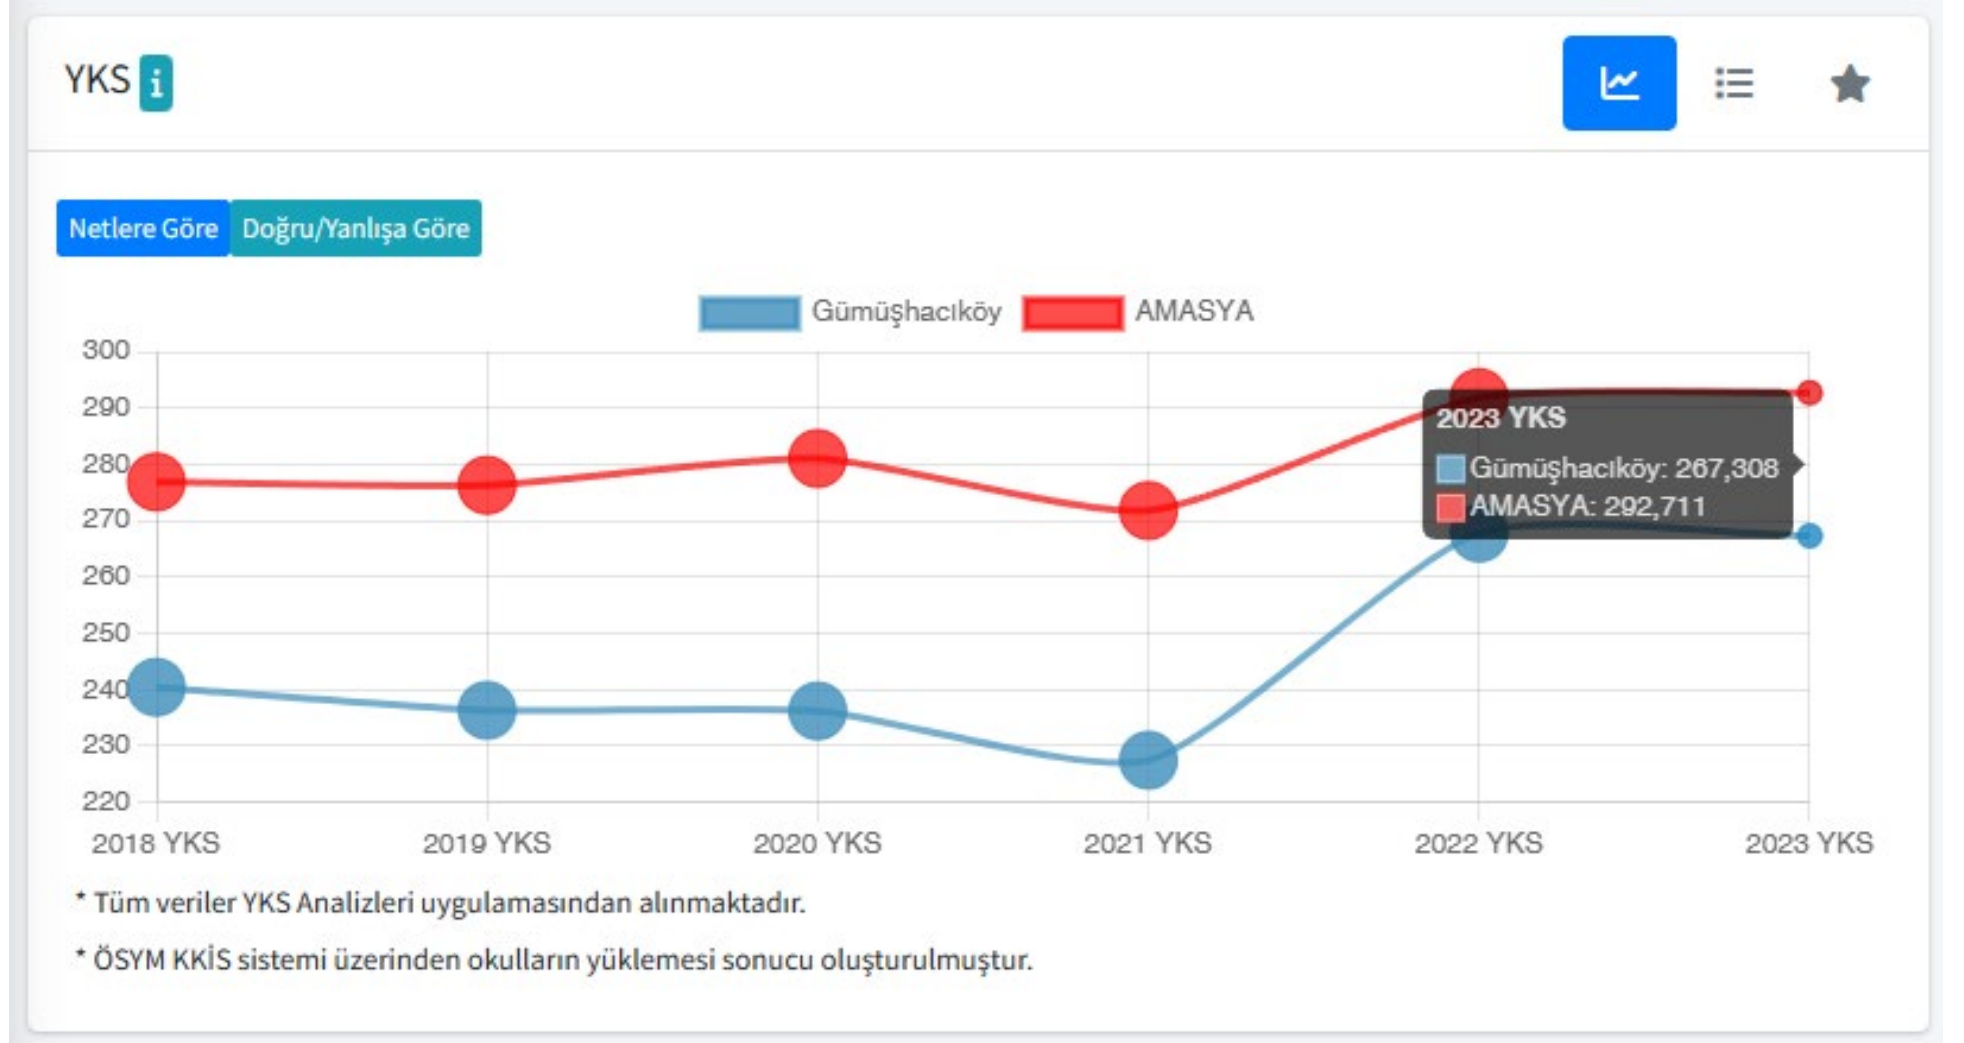 YKS i
Netlere Göre Doğru/Yanlışa Göre
Gümüşhacıköy AMASYA
300
290
280
270
260
250
240
230
220
2023 YKS
Gümüşhacıköy: 267,308
AMASYA: 292,711
2018 YKS 2019 YKS 2020 YKS 2021 YKS 2022 YKS 2023 YKS
* Tüm veriler YKS Analizleri uygulamasından alınmaktadır.
* ÖSYM KKİS sistemi üzerinden okulların yüklemesi sonucu oluşturulmuştur.